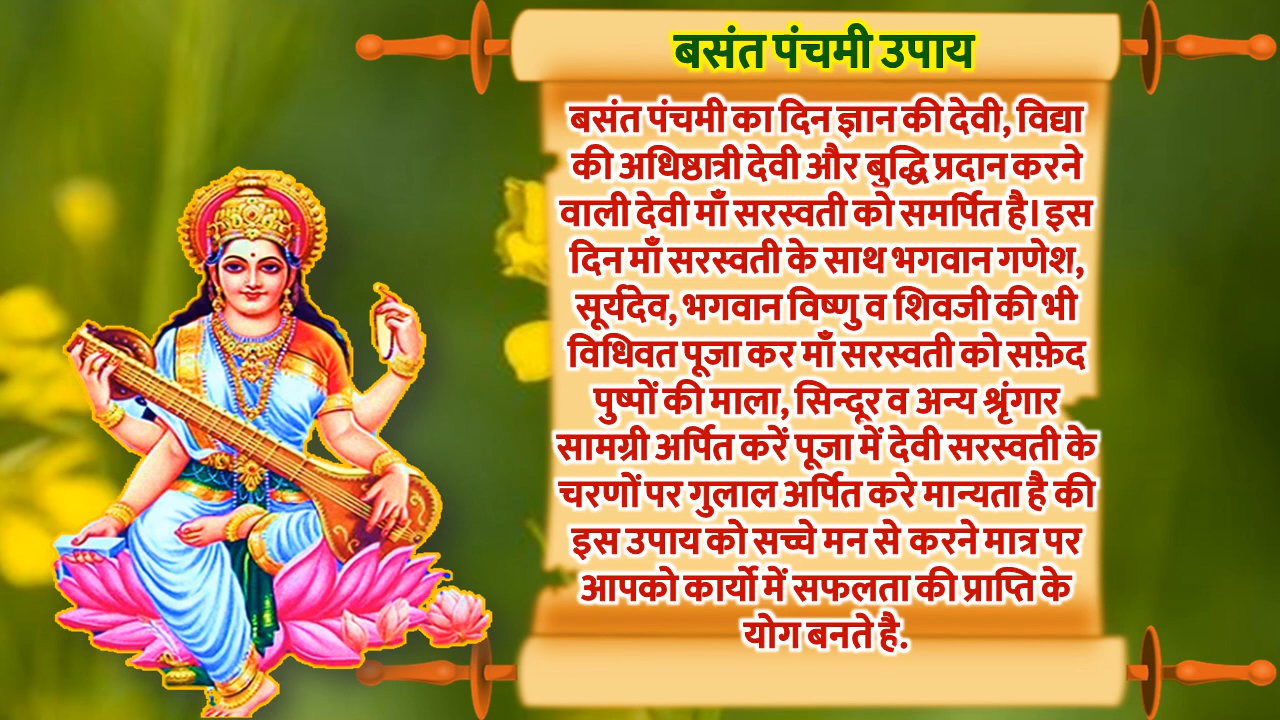 बसंत पंचमी उपाय
बसंत पंचमी का दिन ज्ञान की देवी, विद्या
की अधिष्ठात्री देवी और बुद्धि प्रदान करने
वाली देवी माँ सरस्वती को समर्पित है। इस
दिन माँ सरस्वती के साथ भगवान गणेश,
सूर्यदेव, भगवान विष्णु व शिवजी की भी
विधिवत पूजा कर माँ सरस्वती को सफ़ेद
पुष्पों की माला, सिन्दूर व अन्य श्रृंगार
सामग्री अर्पित करें पूजा में देवी सरस्वती के
चरणों पर गुलाल अर्पित करे मान्यता है की
इस उपाय को सच्चे मन से करने मात्र पर
आपको कार्यो में सफलता की प्राप्ति के
योग बनते है.